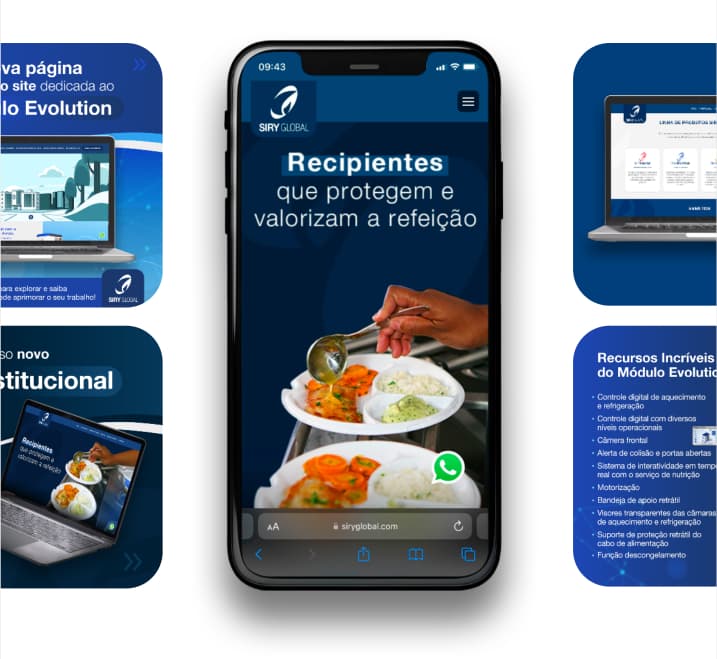 va página
o site dedicada ao
lo Evolution
ara explorar e saiba
ode aprimorar o seu trabalho!
SIRY GLOBAL
so novo
stitucional
Recipientes
que protegem e
valorizam a refeição
09:43
SIRY GLOBAL
Recipientes
que protegem e
valorizam a refeição
AA
siryglobal.com
LINHA DE PRODUTOS SIR
Recursos Incríveis
do Módulo Evolutio
• Controle digital de aquecimento
e refrigeração
• Controle digital com diversos
níveis operacionais
• Câmera frontal
• Alerta de colisão e portas abertas
• Sistema de interatividade em tempo
real com o serviço de nutrição
• Motorização
• Bandeja de apoio retrátil
• Visores transparentes das câmaras
de aquecimento e refrigeração
• Suporte de proteção retrátil do
cabo de alimentação
• Função descongelamento